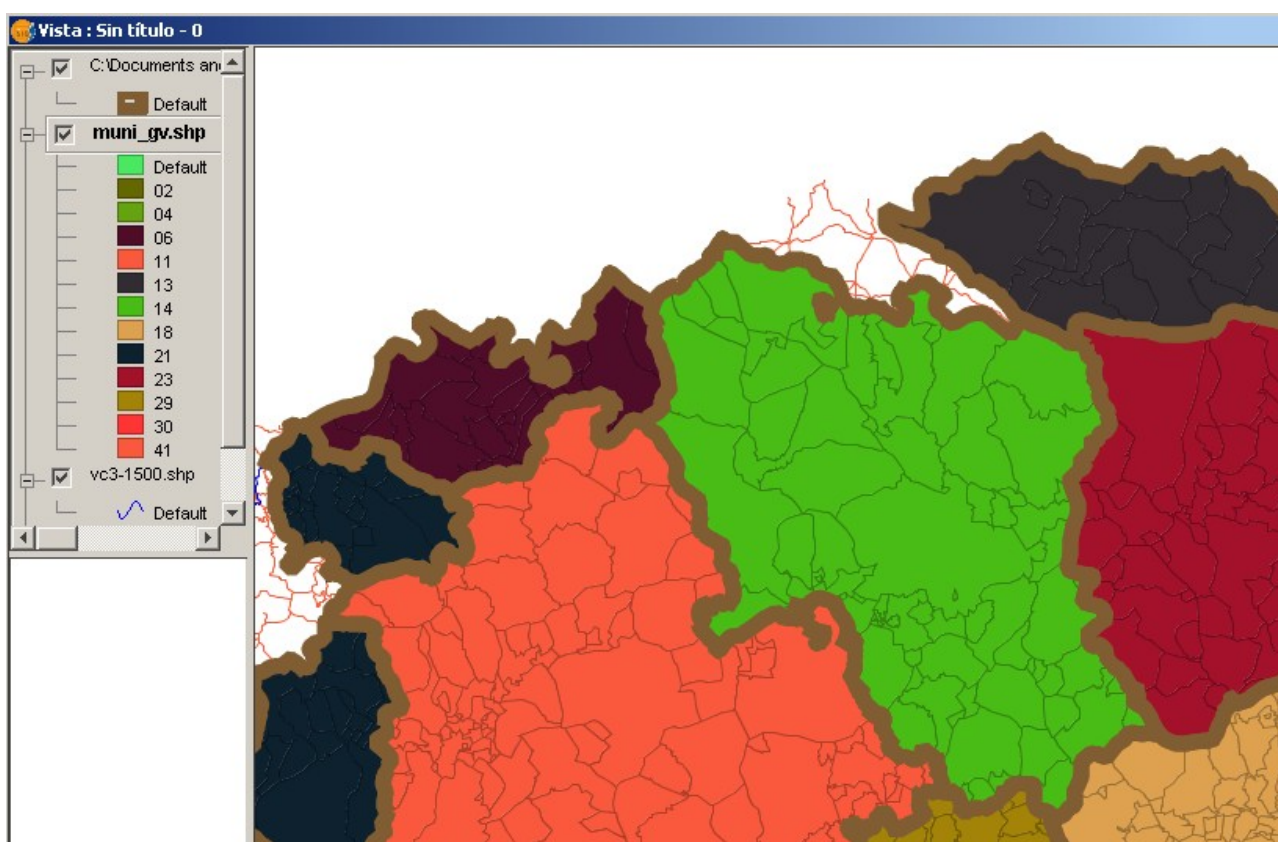 Vista : Sin título - 0
C:\Documents an
Default
muni_gv.shp
Default
02
04
06
11
13
14
18
21
23
29
30
41
vc3-1500.shp
Default